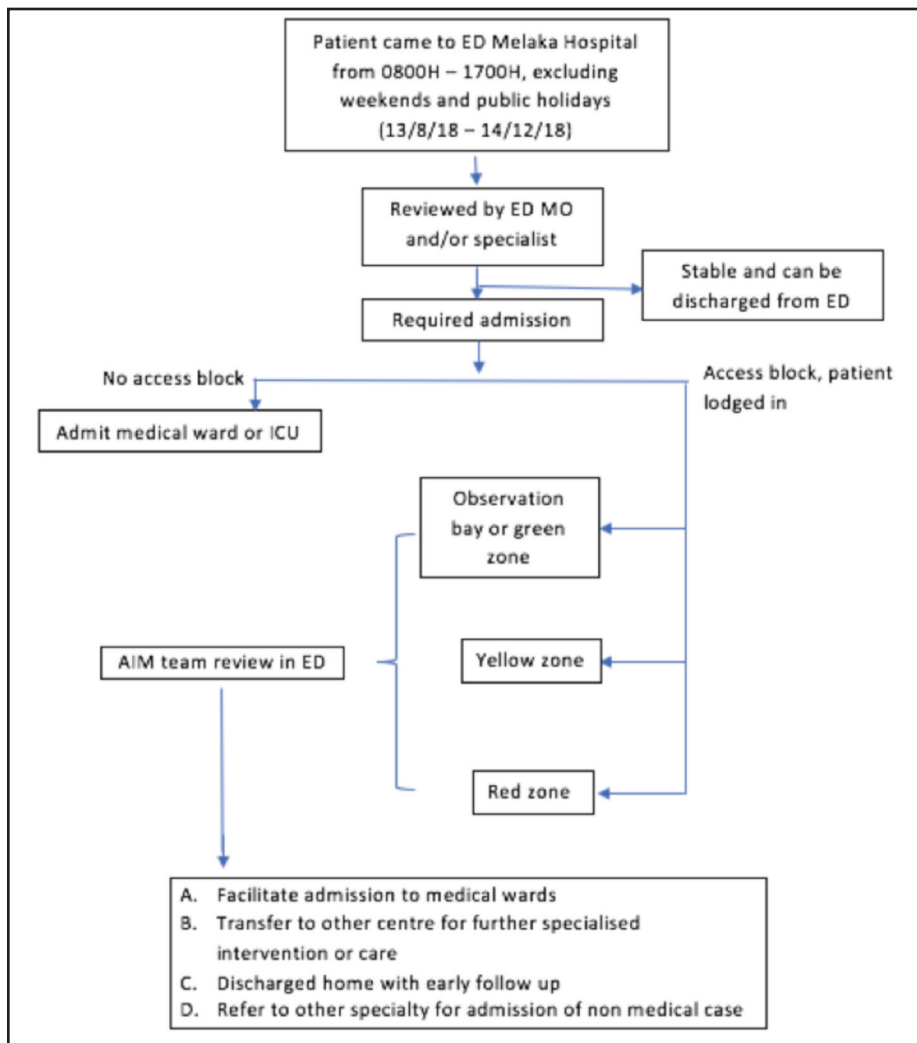 Patient came to ED Melaka Hospital
from 0800H – 1700H, excluding
weekends and public holidays
(13/8/18 – 14/12/18)
Reviewed by ED MO
and/or specialist
Stable and can be
discharged from ED
Required admission
No access block
Access block, patient
lodged in
Admit medical ward or ICU
Observation
bay or green
zone
AIM team review in ED
Yellow zone
Red zone
A. Facilitate admission to medical wards
B. Transfer to other centre for further specialised
intervention or care
C. Discharged home with early follow up
D. Refer to other specialty for admission of non medical case